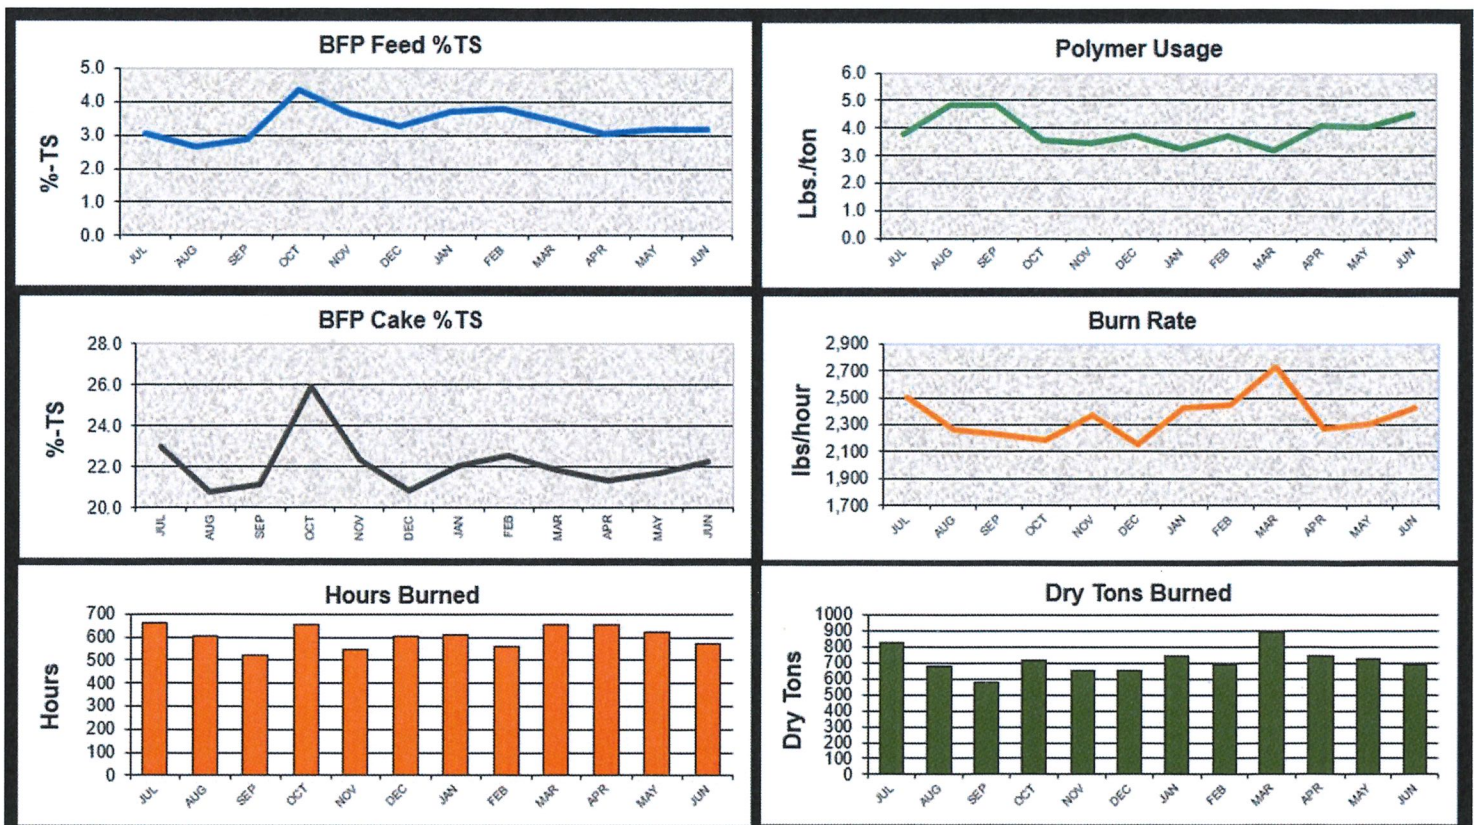 BFP Feed %TS
%-TS
5.0
4.0
3.0
2.0
1.0
0.0
JUL AUG SEP OCT NOV DEC JAN FEB MAR APR MAY JUN
Polymer Usage
Lbs./ton
6.0
5.0
4.0
3.0
2.0
1.0
0.0
JUL AUG SEP OCT NOV DEC JAN FEB MAR APR MAY JUN
BFP Cake %TS
%-TS
28.0
26.0
24.0
22.0
20.0
JUL AUG SEP OCT NOV DEC JAN FEB MAR APR MAY JUN
Burn Rate
lbs/hour
2,900
2,700
2,500
2,300
2,100
1,900
1,700
JUL AUG SEP OCT NOV DEC JAN FEB MAR APR MAY JUN
Hours Burned
Hours
700
600
500
400
300
200
100
0
JUL AUG SEP OCT NOV DEC JAN FEB MAR APR MAY JUN
Dry Tons Burned
Dry Tons
1000
900
800
700
600
500
400
300
200
100
0
JUL AUG SEP OCT NOV DEC JAN FEB MAR APR MAY JUN